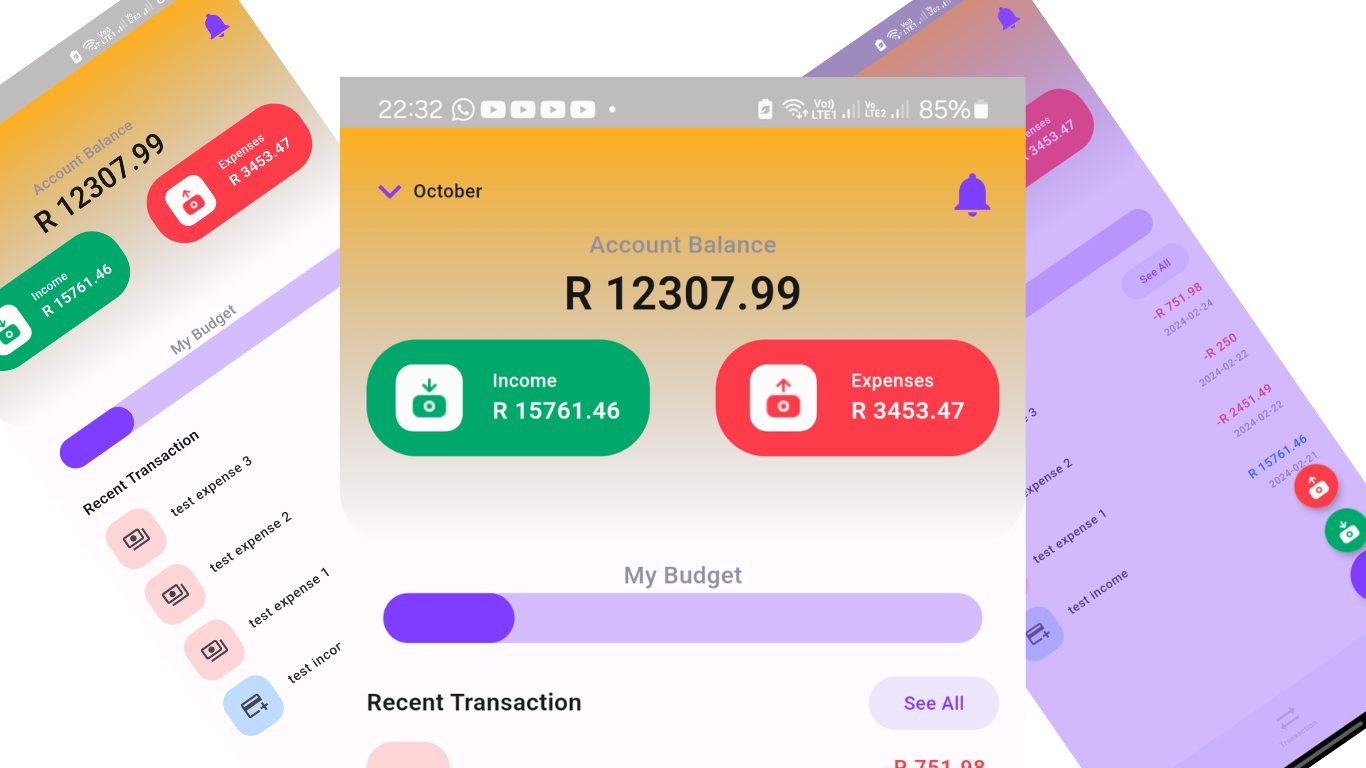 Account Balance
R 12307.99
Expenses
R 3453.47
Income
R 15761.46
My Budget
Recent Transaction
test expense 3
test expense 2
test expense 1
test incor
22:32
Vo)) LTE1
Vo LTE2
85%
October
Account Balance
R 12307.99
Income
R 15761.46
Expenses
R 3453.47
My Budget
Recent Transaction
See All
-R 751.98
enses
3453.47
See All
-R 751.98
2024-02-24
-R 250
2024-02-22
-R 2451.49
2024-02-22
R 15761.46
2024-02-21
3
expense 2
test expense 1
test income
Transaction